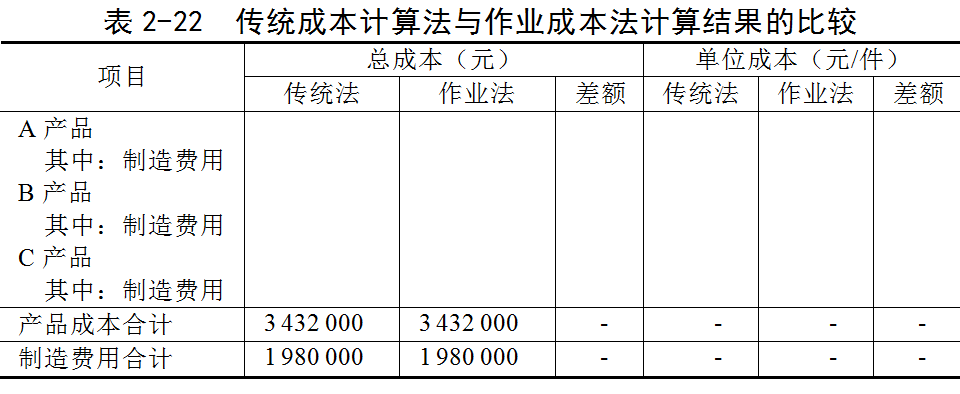 表 2-22 传统成本计算法与作业成本法计算结果的比较
项目 总成本（元） 单位成本（元/件）
传统法 作业法 差额 传统法 作业法 差额
A 产品
其中：制造费用
B 产品
其中：制造费用
C 产品
其中：制造费用
产品成本合计 3 432 000 3 432 000 - - - -
制造费用合计 1 980 000 1 980 000 - - - -